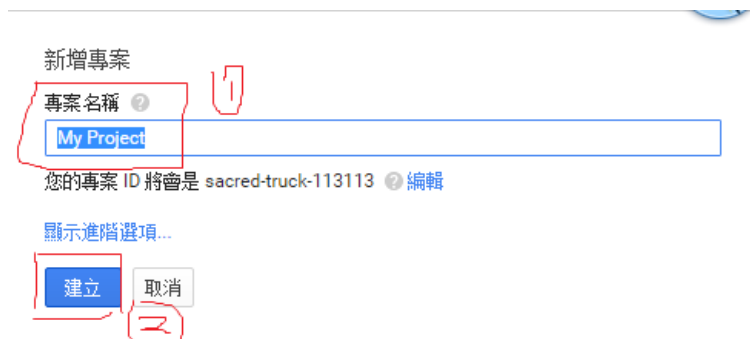 新增專案
1
專案名稱
My Project
您的專案 ID 將會是 sacred-truck-113113 編輯
顯示進階選項...
建立 取消